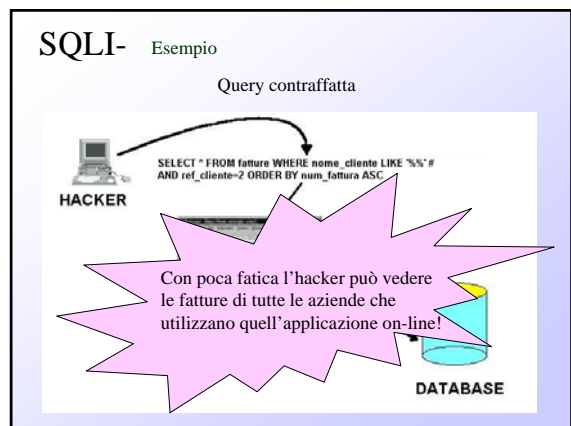 SQLI- Esempio
Query contraffatta
SELECT * FROM fatture WHERE nome_cliente LIKE '%%'#
AND ref_cliente=2 ORDER BY num_fattura ASC
HACKER
Con poca fatica l'hacker può vedere
le fatture di tutte le aziende che
utilizzano quell'applicazione on-line!
DATABASE